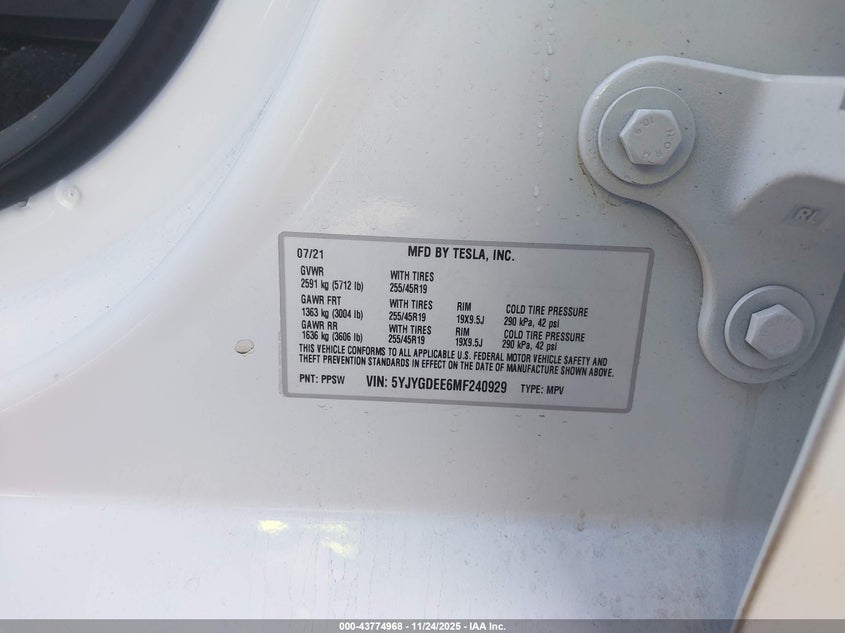 NORD 10.9
RL
07/21 MFD BY TESLA, INC.
GVWR WITH TIRES
2591 kg (5712 lb) 255/45R19
GAWR FRT WITH TIRES RIM COLD TIRE PRESSURE
1363 kg (3004 lb) 255/45R19 19X9.5J 290 kPa, 42 psi
GAWR RR WITH TIRES RIM COLD TIRE PRESSURE
1636 kg (3606 lb) 255/45R19 19X9.5J 290 kPa, 42 psi
THIS VEHICLE CONFORMS TO ALL APPLICABLE U.S. FEDERAL MOTOR VEHICLE SAFETY AND
THEFT PREVENTION STANDARDS IN EFFECT ON THE DATE OF MANUFACTURE SHOWN ABOVE.
PNT: PPSW VIN: 5YJYGDEE6MF240929 TYPE: MPV
000-43774968 - 11/24/2025 - IAA Inc.